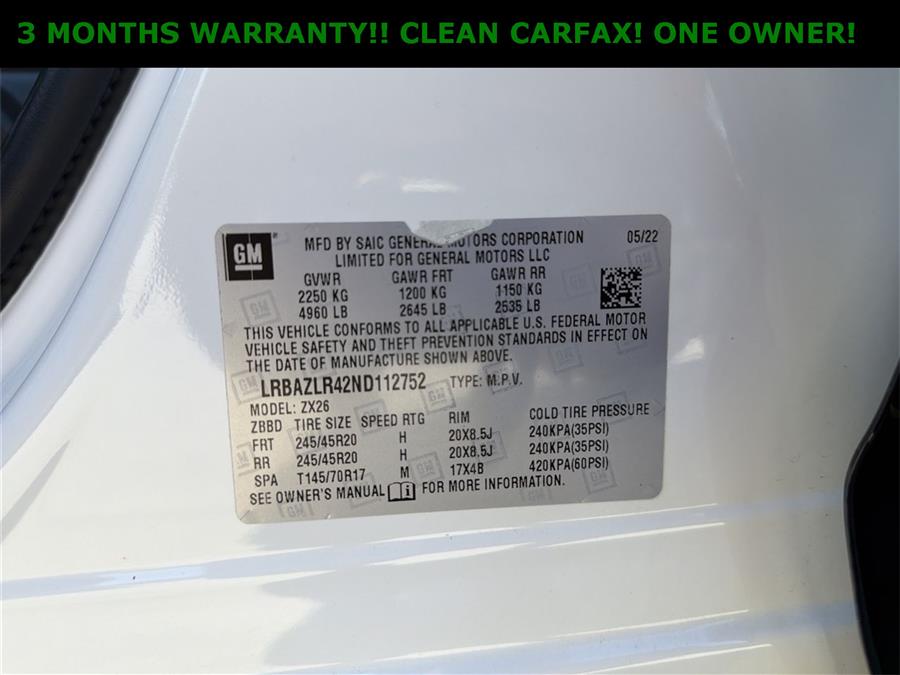 3 MONTHS WARRANTY!! CLEAN CARFAX! ONE OWNER!
GM MFD BY SAIC GENERAL MOTORS CORPORATION 05/22
LIMITED FOR GENERAL MOTORS LLC
GVWR GAWR FRT GAWR RR
2250 KG 1200 KG 1150 KG
4960 LB 2645 LB 2535 LB
THIS VEHICLE CONFORMS TO ALL APPLICABLE U.S. FEDERAL MOTOR
VEHICLE SAFETY AND THEFT PREVENTION STANDARDS IN EFFECT ON
THE DATE OF MANUFACTURE SHOWN ABOVE.
LRBAZLR42ND112752 TYPE: M.P.V.
MODEL: ZX26
ZBBD TIRE SIZE SPEED RTG RIM COLD TIRE PRESSURE
FRT 245/45R20 H 20X8.5J 240KPA(35PSI)
RR 245/45R20 H 20X8.5J 240KPA(35PSI)
SPA T145/70R17 M 17X4B 420KPA(60PSI)
SEE OWNER'S MANUAL FOR MORE INFORMATION.